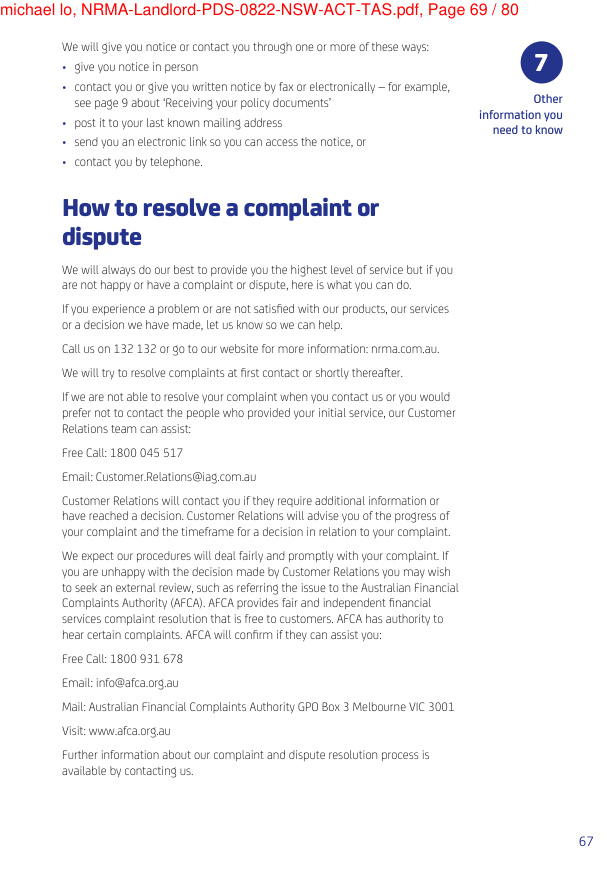 michael lo, NRMA-Landlord-PDS-0822-NSW-ACT-TAS.pdf, Page 69 / 80
We will give you notice or contact you through one or more of these ways:
• give you notice in person
• contact you or give you written notice by fax or electronically – for example,
see page 9 about ‘Receiving your policy documents’
• post it to your last known mailing address
• send you an electronic link so you can access the notice, or
• contact you by telephone.
7
Other
information you
need to know
How to resolve a complaint or
dispute
We will always do our best to provide you the highest level of service but if you
are not happy or have a complaint or dispute, here is what you can do.
If you experience a problem or are not satisfied with our products, our services
or a decision we have made, let us know so we can help.
Call us on 132 132 or go to our website for more information: nrma.com.au.
We will try to resolve complaints at first contact or shortly thereafter.
If we are not able to resolve your complaint when you contact us or you would
prefer not to contact the people who provided your initial service, our Customer
Relations team can assist:
Free Call: 1800 045 517
Email: Customer.Relations@iag.com.au
Customer Relations will contact you if they require additional information or
have reached a decision. Customer Relations will advise you of the progress of
your complaint and the timeframe for a decision in relation to your complaint.
We expect our procedures will deal fairly and promptly with your complaint. If
you are unhappy with the decision made by Customer Relations you may wish
to seek an external review, such as referring the issue to the Australian Financial
Complaints Authority (AFCA). AFCA provides fair and independent financial
services complaint resolution that is free to customers. AFCA has authority to
hear certain complaints. AFCA will confirm if they can assist you:
Free Call: 1800 931 678
Email: info@afca.org.au
Mail: Australian Financial Complaints Authority GPO Box 3 Melbourne VIC 3001
Visit: www.afca.org.au
Further information about our complaint and dispute resolution process is
available by contacting us.
67